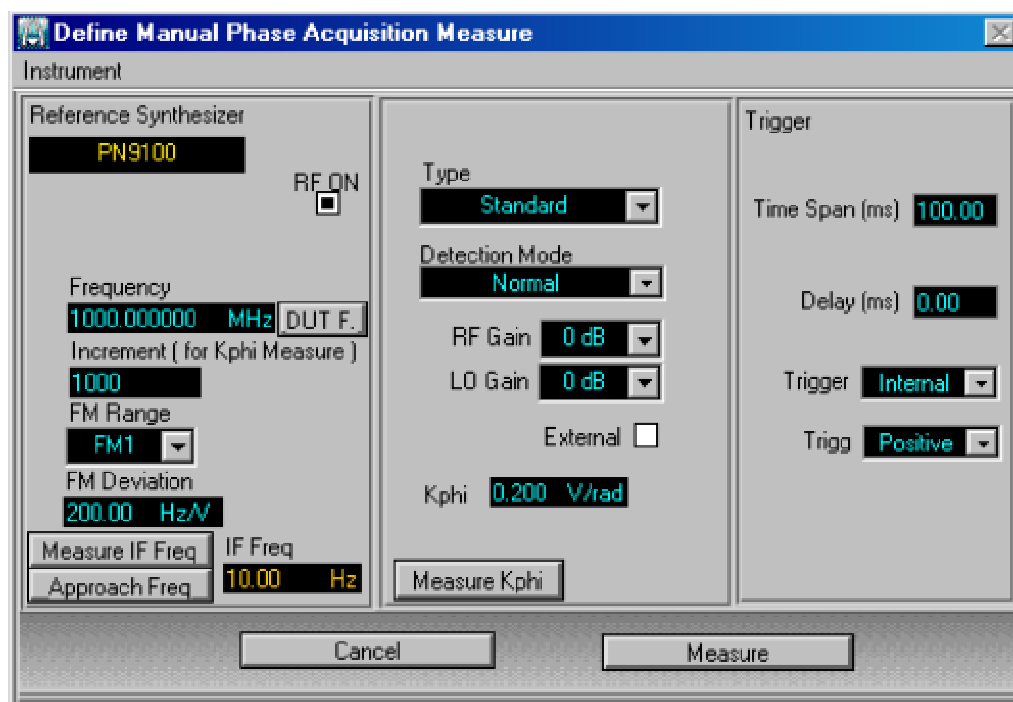 Define Manual Phase Acquisition Measure
Instrument
Reference Synthesizer
PN9100
RF ON
Frequency
1000.000000 MHz DUT F.
Increment ( for Kphi Measure )
1000
FM Range
FM1
FM Deviation
200.00 Hz/V
Measure IF Freq
Approach Freq
IF Freq
10.00 Hz
Type
Standard
Detection Mode
Normal
RF Gain 0 dB
LO Gain 0 dB
External
Kphi 0.200 V/rad
Measure Kphi
Trigger
Time Span (ms) 100.00
Delay (ms) 0.00
Trigger Internal
Trigg Positive
Cancel
Measure